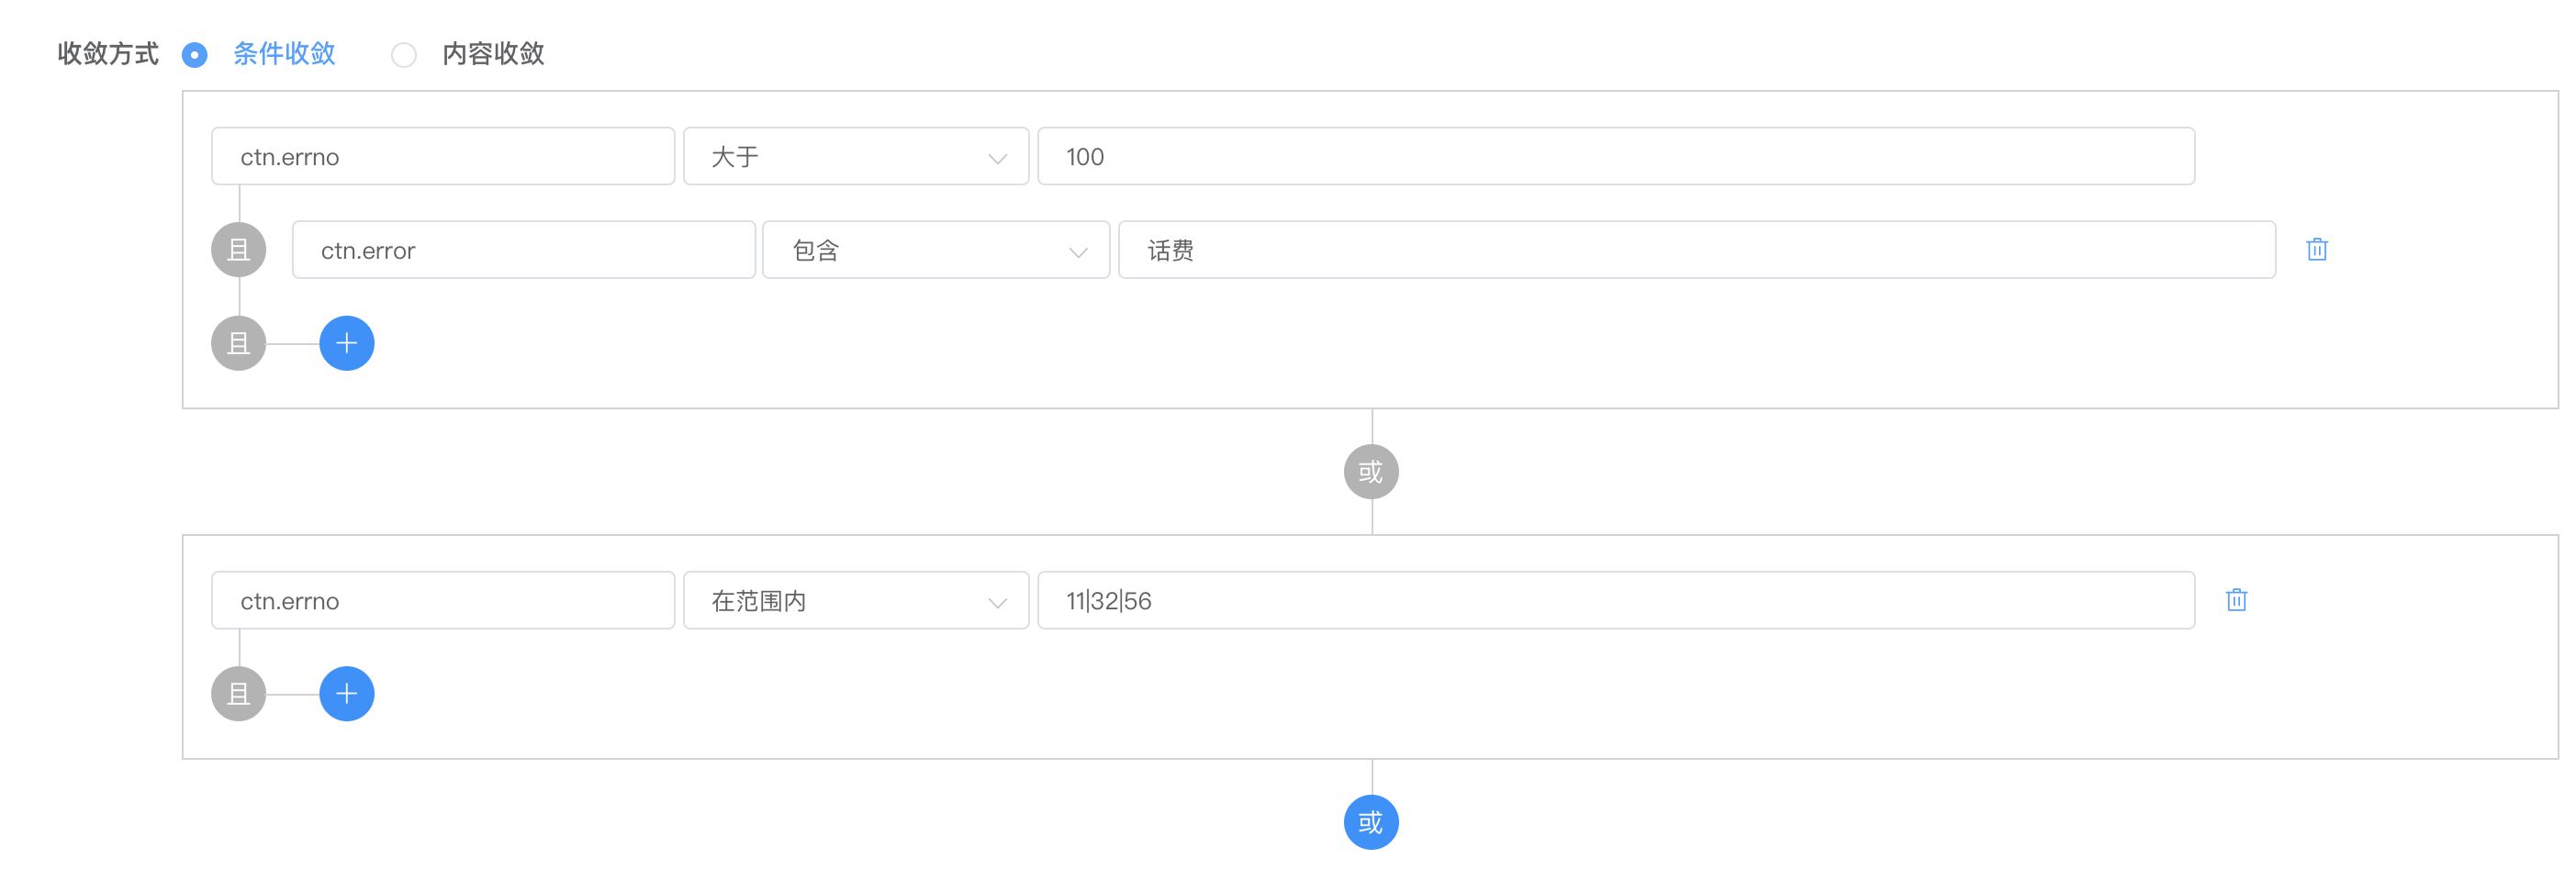 收敛方式 条件收敛 内容收敛
ctn.errno 大于 100
且 ctn.error 包含 话费
且
或
ctn.errno 在范围内 11|32|56
且
或